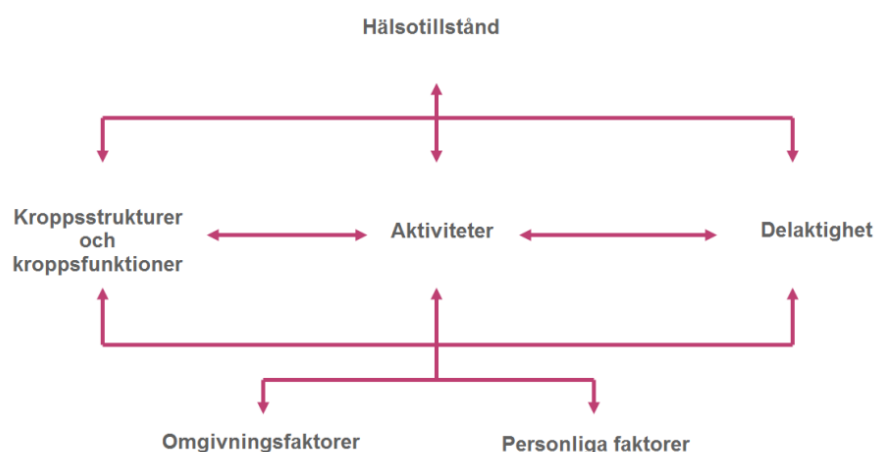 Hälsotillstånd
Kroppsstrukturer
och
kroppsfunktioner
Aktiviteter
Delaktighet
Omgivningsfaktorer
Personliga faktorer